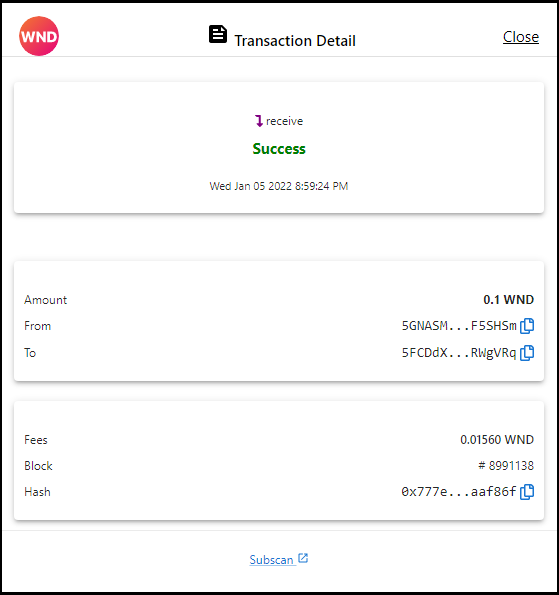 WND
Transaction Detail
Close
receive
Success
Wed Jan 05 2022 8:59:24 PM
Amount 0.1 WND
From 5GNASM...F5SHSm
To 5FCDdX...RWgVRq
Fees 0.01560 WND
Block # 8991138
Hash 0x777e...aaf86f
Subscan